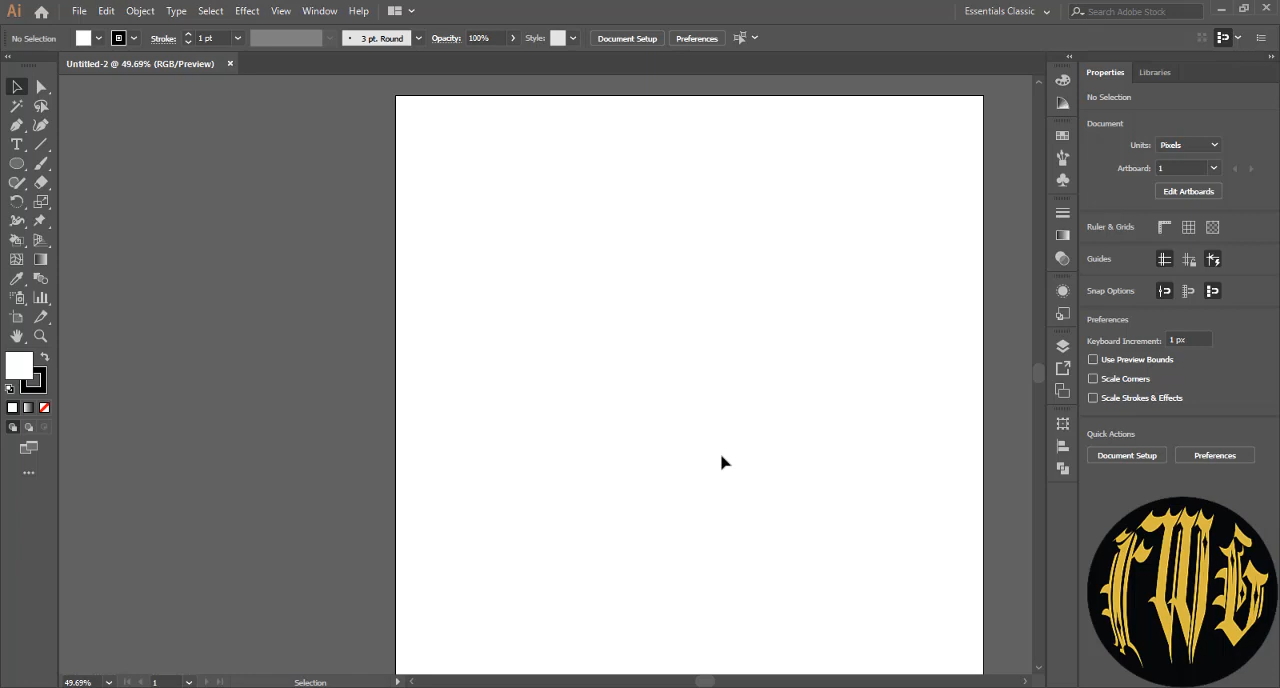 Ai File Edit Object Type Select Effect View Window Help Essentials Classic Search Adobe Stock
No Selection Stroke: 1 pt 3 pt. Round Opacity: 100% Style: Document Setup Preferences
Untitled-2 @ 49.69% (RGB/Preview)
Properties Libraries
No Selection
Document
Units: Pixels
Artboard: 1
Edit Artboards
Ruler & Grids
Guides
Snap Options
Preferences
Keyboard Increment: 1 px
Use Preview Bounds
Scale Corners
Scale Strokes & Effects
Quick Actions
Document Setup Preferences
49.69% 1 Selection